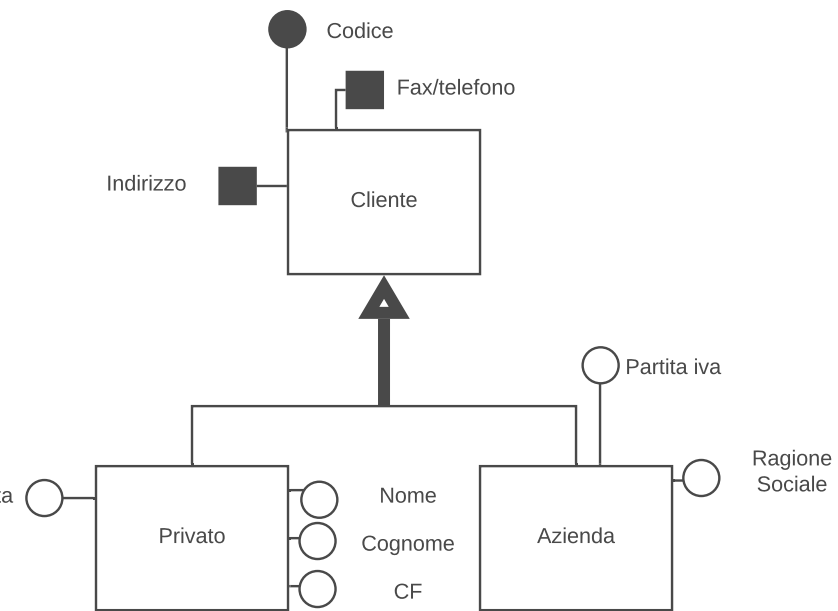 Codice
Fax/telefono
Indirizzo
Cliente
Partita iva
Ragione
Sociale
Nome
Privato
Azienda
Cognome
CF